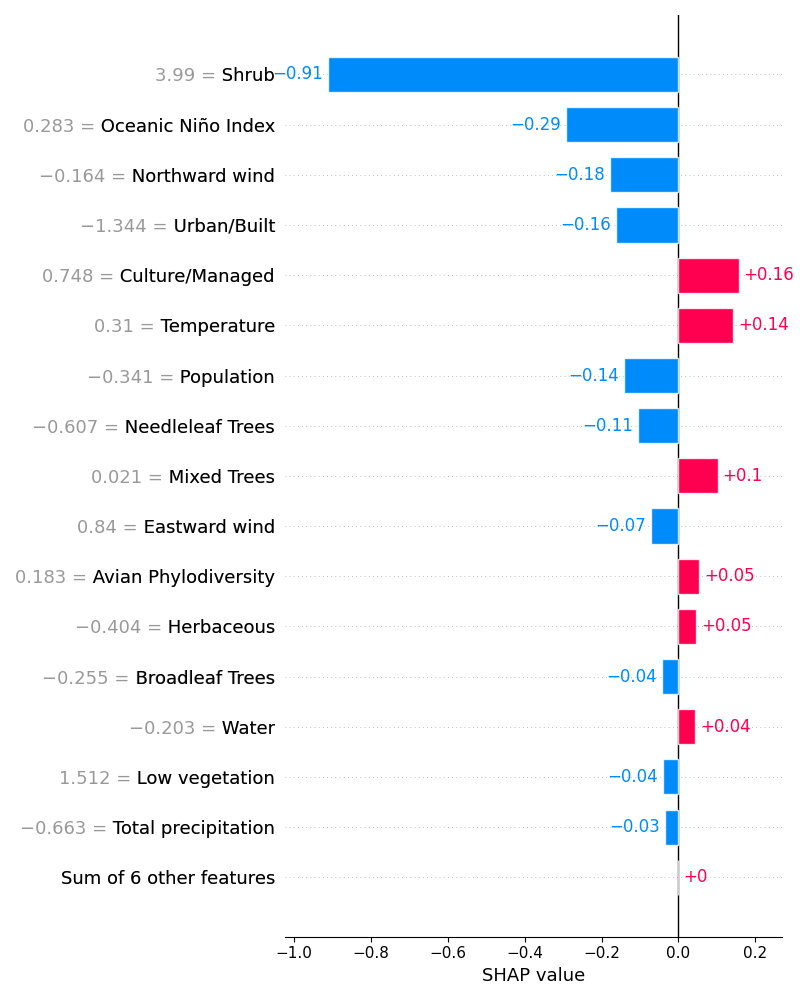 3.99 = Shrub −0.91
0.283 = Oceanic Niño Index −0.29
−0.164 = Northward wind −0.18
−1.344 = Urban/Built −0.16
0.748 = Culture/Managed +0.16
0.31 = Temperature +0.14
−0.341 = Population −0.14
−0.607 = Needleleaf Trees −0.11
0.021 = Mixed Trees +0.1
0.84 = Eastward wind −0.07
0.183 = Avian Phylodiversity +0.05
−0.404 = Herbaceous +0.05
−0.255 = Broadleaf Trees −0.04
−0.203 = Water +0.04
1.512 = Low vegetation −0.04
−0.663 = Total precipitation −0.03
Sum of 6 other features +0
−1.0 −0.8 −0.6 −0.4 −0.2 0.0 0.2
SHAP value